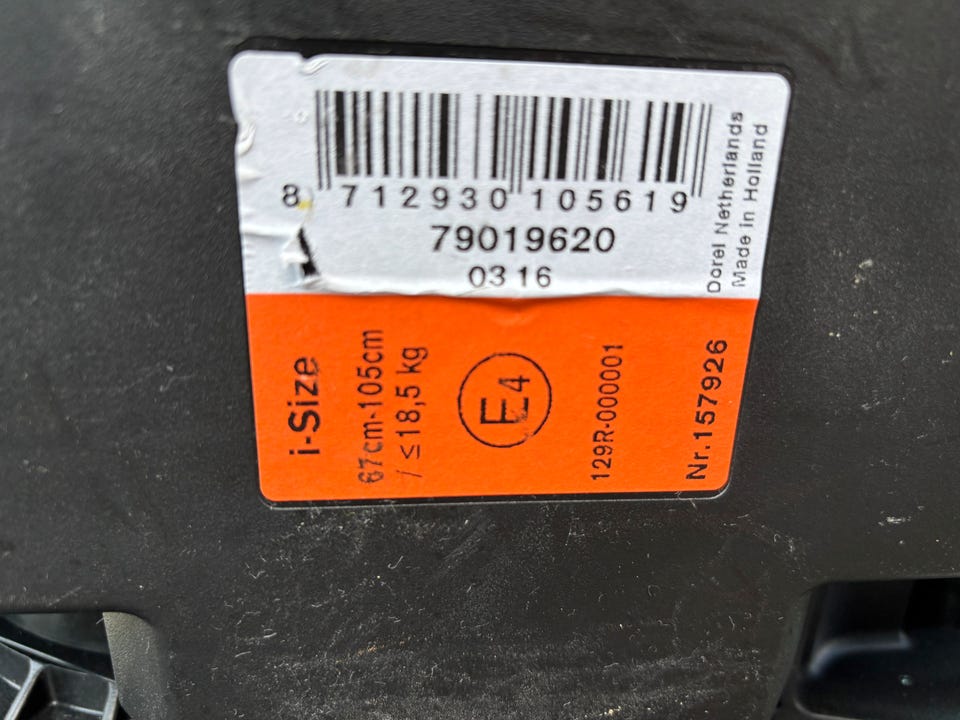 8 712930 105619
79019620
03 16
Dorel Netherlands
Made in Holland
i-Size
67cm-105cm
/ ≤18,5 kg
E4
129R-000001
Nr.157926